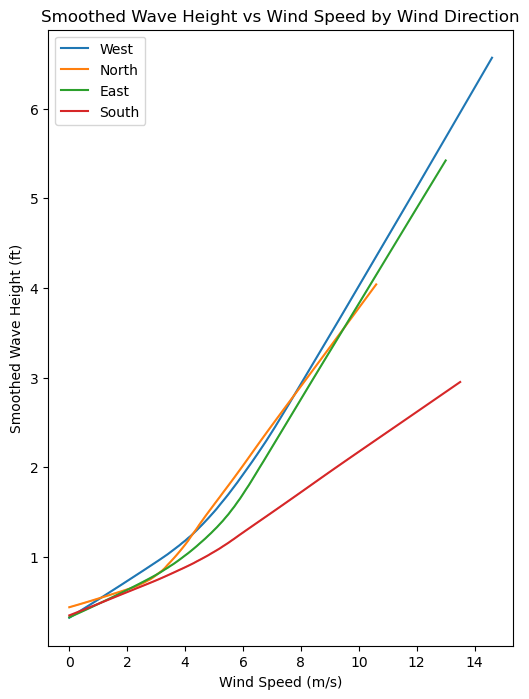 Smoothed Wave Height vs Wind Speed by Wind Direction
West
North
East
South
Smoothed Wave Height (ft)
6
5
4
3
2
1
0 2 4 6 8 10 12 14
Wind Speed (m/s)